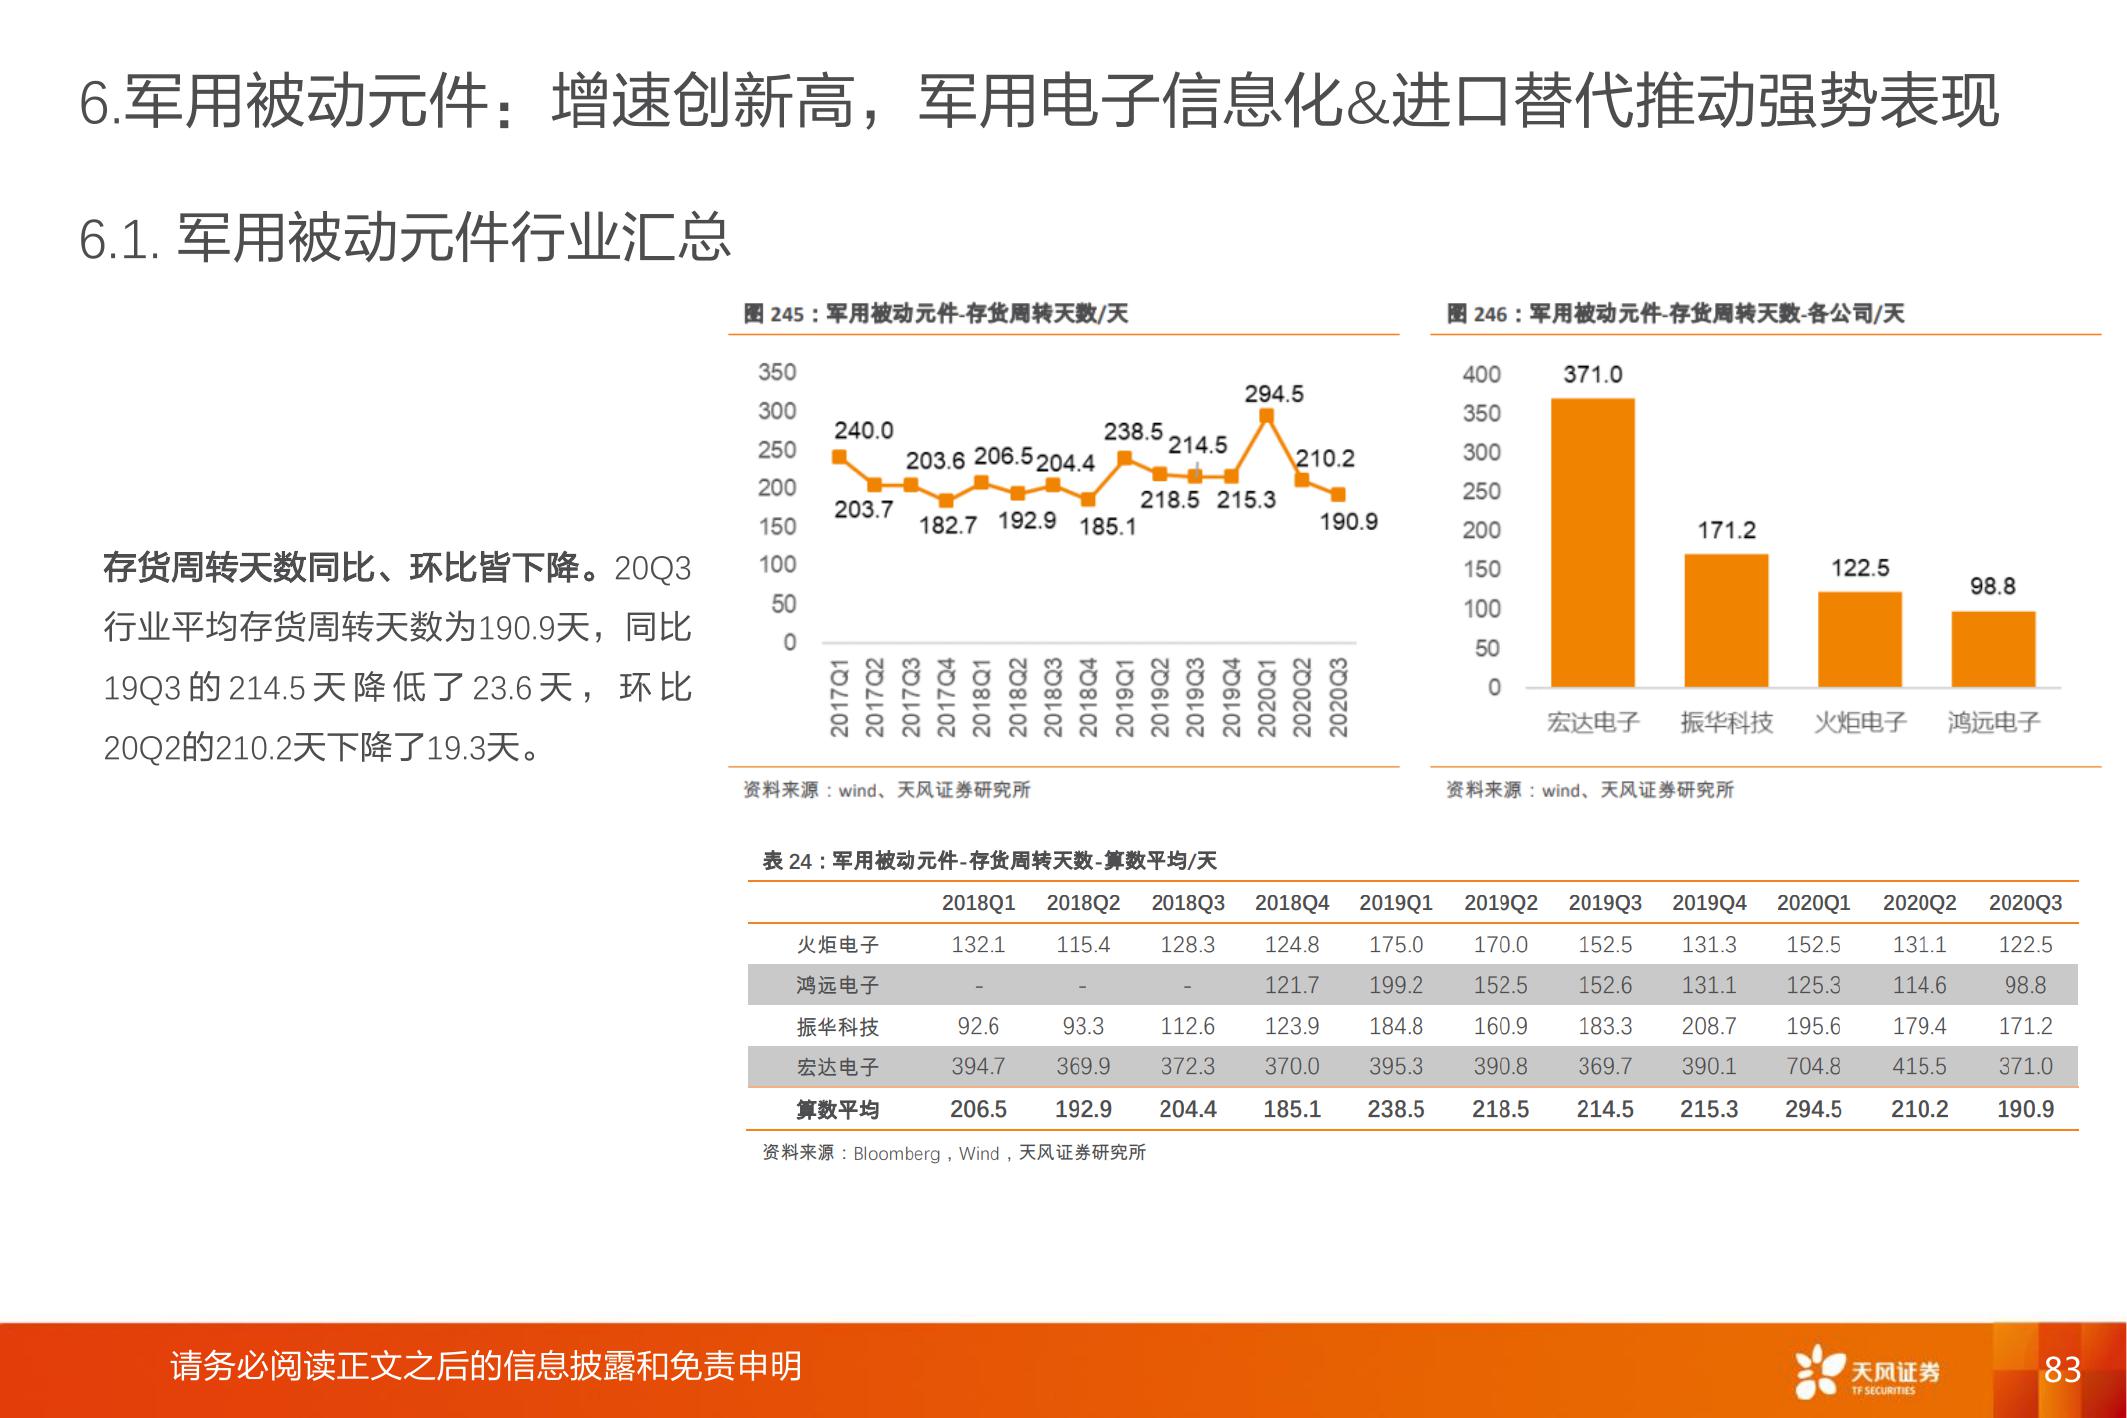 6.军用被动元件：增速创新高，军用电子信息化&进口替代推动强势表现
6.1. 军用被动元件行业汇总
存货周转天数同比、环比皆下降。20Q3
行业平均存货周转天数为190.9天，同比
19Q3的214.5天降低了23.6天，环比
20Q2的210.2天下降了19.3天。
图 245：军用被动元件-存货周转天数/天
350
300
250
200
150
100
50
0
240.0
203.7
203.6
182.7
206.5
192.9
204.4
185.1
238.5
218.5
214.5
215.3
294.5
210.2
190.9
2017Q1
2017Q2
2017Q3
2017Q4
2018Q1
2018Q2
2018Q3
2018Q4
2019Q1
2019Q2
2019Q3
2019Q4
2020Q1
2020Q2
2020Q3
资料来源：wind、天风证券研究所
图 246：军用被动元件-存货周转天数-各公司/天
400
350
300
250
200
150
100
50
0
371.0
171.2
122.5
98.8
宏达电子 振华科技 火炬电子 鸿远电子
资料来源：wind、天风证券研究所
表 24：军用被动元件-存货周转天数-算数平均/天
2018Q1 2018Q2 2018Q3 2018Q4 2019Q1 2019Q2 2019Q3 2019Q4 2020Q1 2020Q2 2020Q3
火炬电子 132.1 115.4 128.3 124.8 175.0 170.0 152.5 131.3 152.5 131.1 122.5
鸿远电子 - - - 121.7 199.2 152.5 152.6 131.1 125.3 114.6 98.8
振华科技 92.6 93.3 112.6 123.9 184.8 160.9 183.3 208.7 195.6 179.4 171.2
宏达电子 394.7 369.9 372.3 370.0 395.3 390.8 369.7 390.1 704.8 415.5 371.0
算数平均 206.5 192.9 204.4 185.1 238.5 218.5 214.5 215.3 294.5 210.2 190.9
资料来源：Bloomberg，Wind，天风证券研究所
请务必阅读正文之后的信息披露和免责申明
天风证券
TF SECURITIES
83